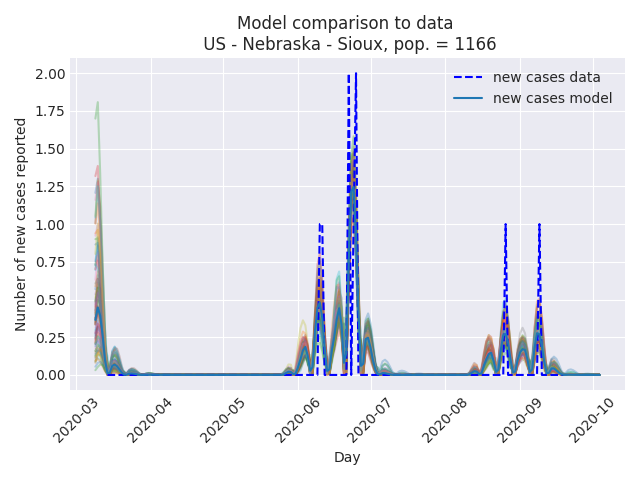 Model comparison to data
US - Nebraska - Sioux, pop. = 1166
new cases data
new cases model
Number of new cases reported
2.00
1.75
1.50
1.25
1.00
0.75
0.50
0.25
0.00
2020-03
2020-04
2020-05
2020-06
2020-07
2020-08
2020-09
2020-10
Day